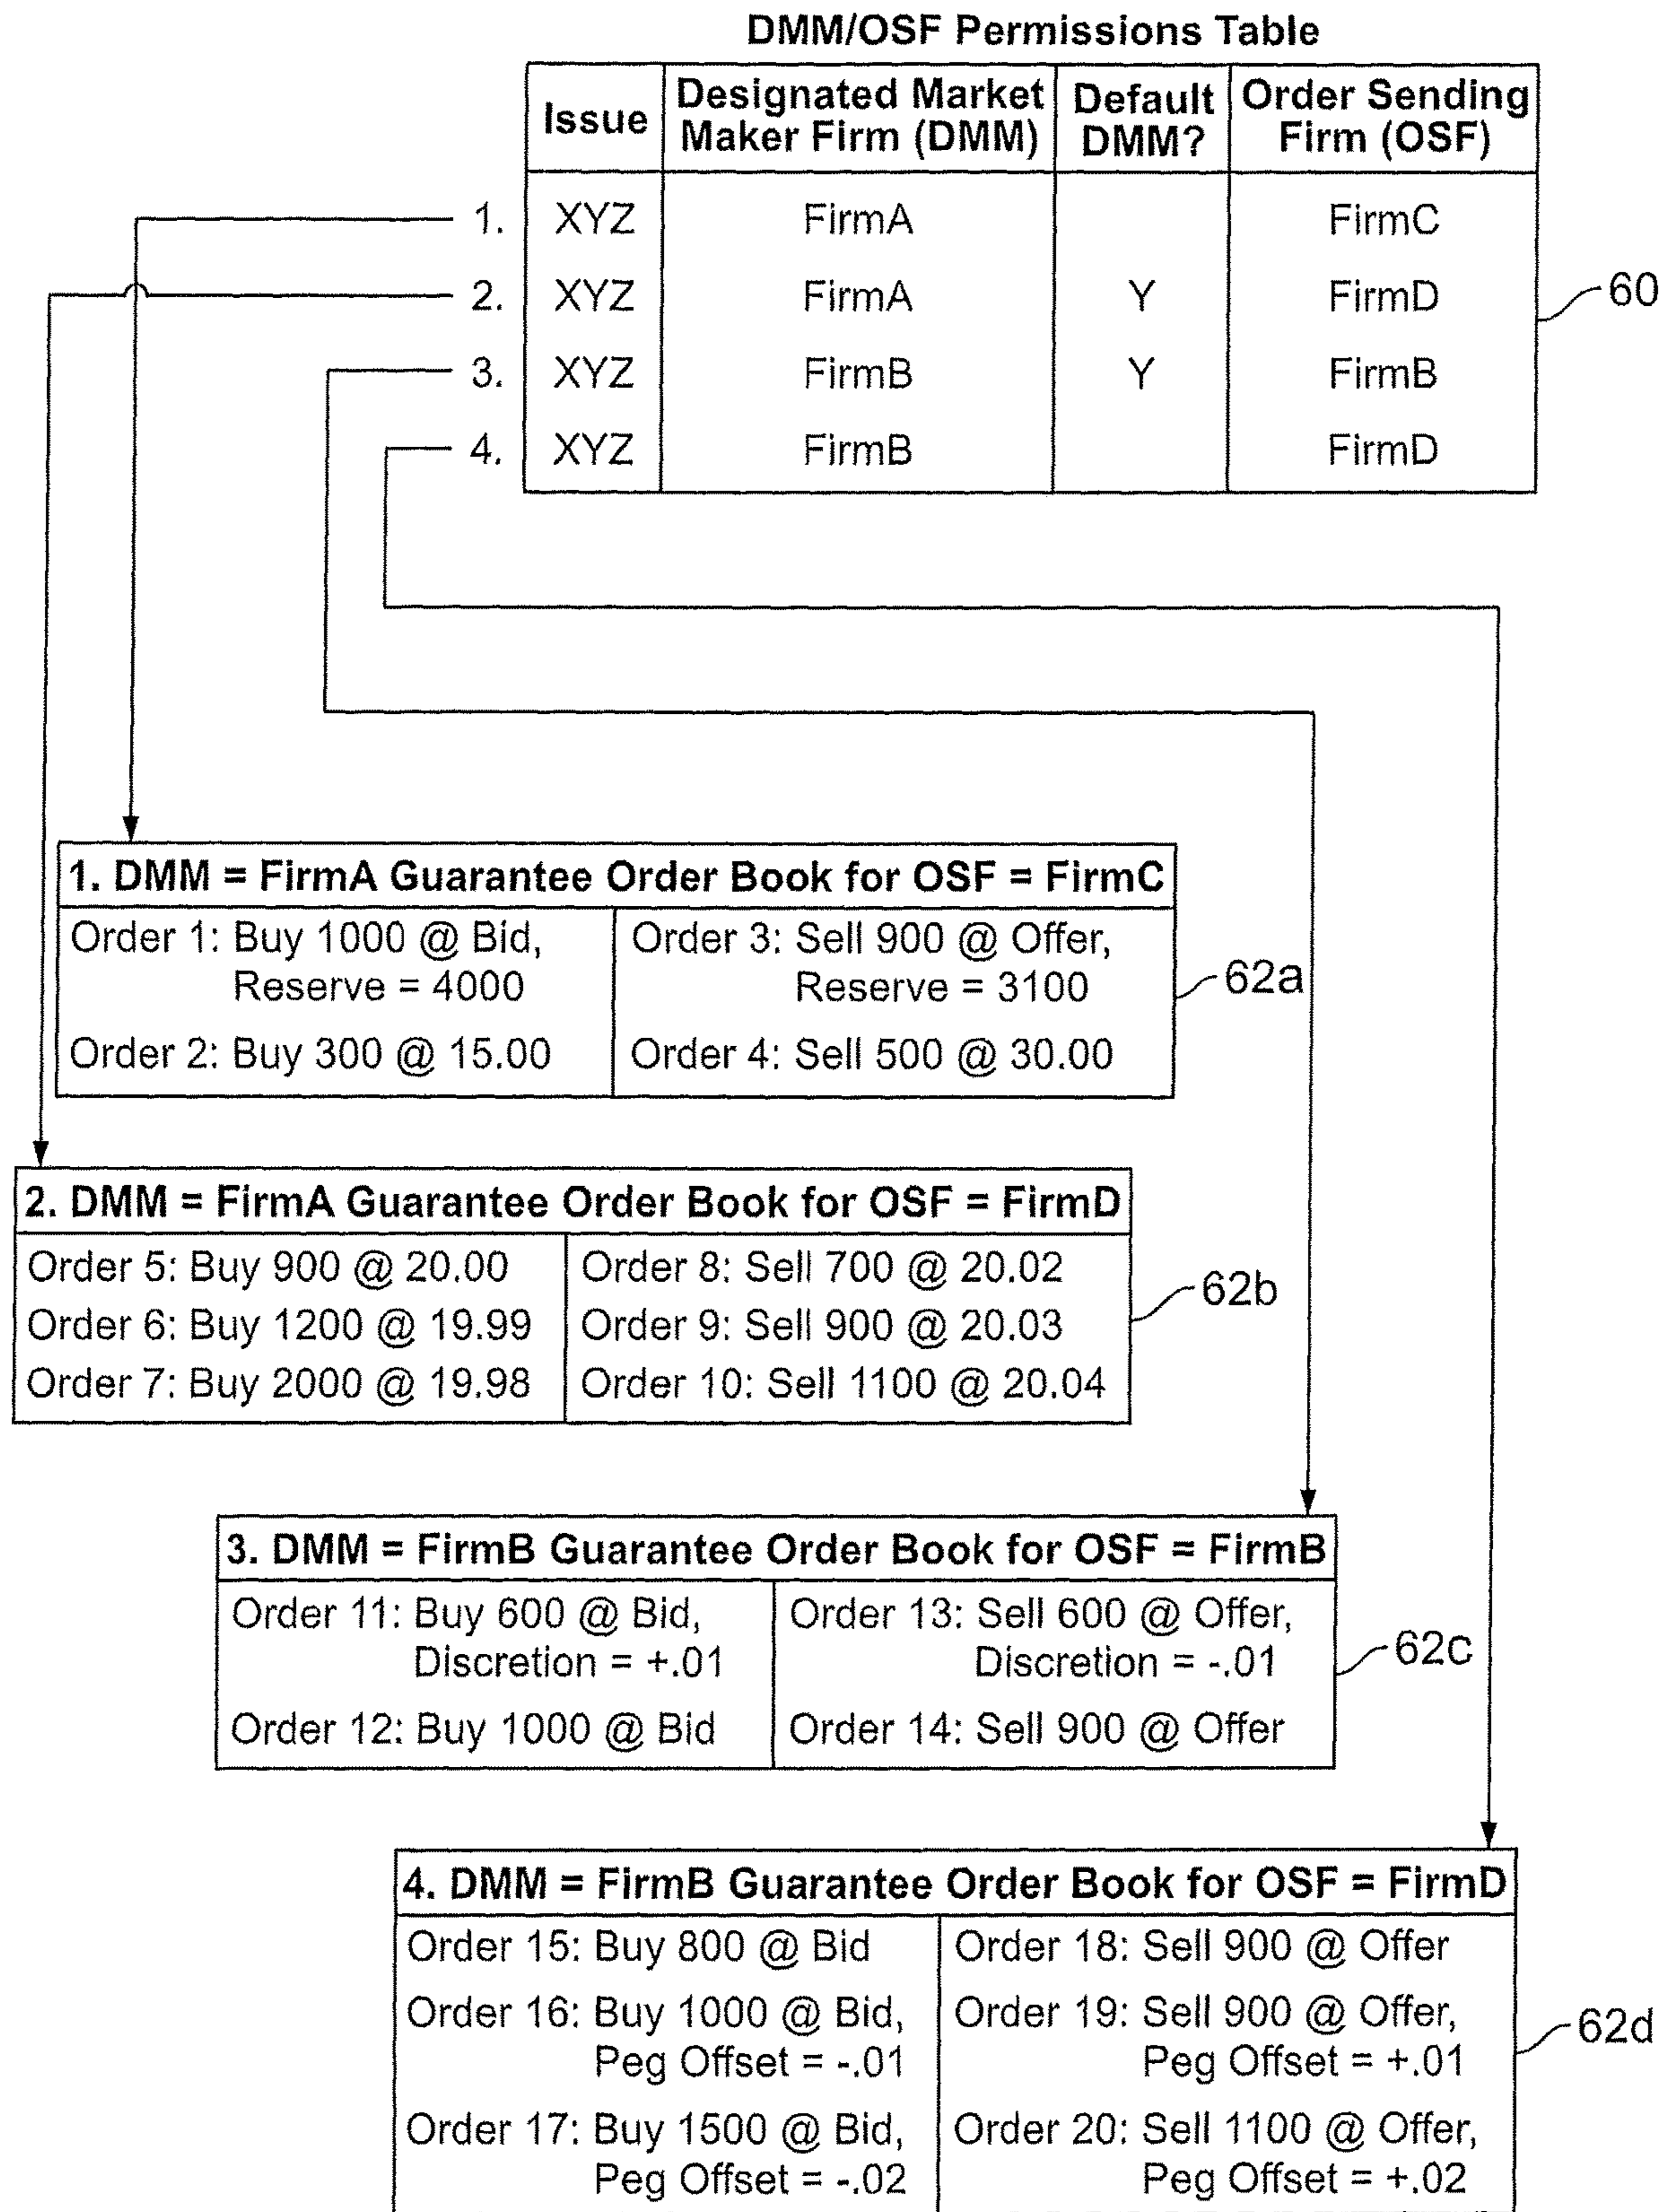 DMM/OSF Permissions Table
Issue
Designated Market
Maker Firm (DMM)
Default
DMM?
Order Sending
Firm (OSF)
1. XYZ FirmA FirmC
2. XYZ FirmA Y FirmD
3. XYZ FirmB Y FirmB
4. XYZ FirmB FirmD
60
1. DMM = FirmA Guarantee Order Book for OSF = FirmC
Order 1: Buy 1000 @ Bid,
Reserve = 4000
Order 2: Buy 300 @ 15.00
Order 3: Sell 900 @ Offer,
Reserve = 3100
Order 4: Sell 500 @ 30.00
62a
2. DMM = FirmA Guarantee Order Book for OSF = FirmD
Order 5: Buy 900 @ 20.00
Order 6: Buy 1200 @ 19.99
Order 7: Buy 2000 @ 19.98
Order 8: Sell 700 @ 20.02
Order 9: Sell 900 @ 20.03
Order 10: Sell 1100 @ 20.04
62b
3. DMM = FirmB Guarantee Order Book for OSF = FirmB
Order 11: Buy 600 @ Bid,
Discretion = +.01
Order 12: Buy 1000 @ Bid
Order 13: Sell 600 @ Offer,
Discretion = -.01
Order 14: Sell 900 @ Offer
62c
4. DMM = FirmB Guarantee Order Book for OSF = FirmD
Order 15: Buy 800 @ Bid
Order 16: Buy 1000 @ Bid,
Peg Offset = -.01
Order 17: Buy 1500 @ Bid,
Peg Offset = -.02
Order 18: Sell 900 @ Offer
Order 19: Sell 900 @ Offer,
Peg Offset = +.01
Order 20: Sell 1100 @ Offer,
Peg Offset = +.02
62d